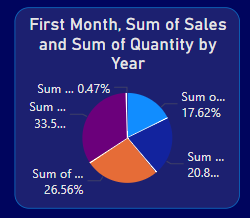 First Month, Sum of Sales
and Sum of Quantity by
Year
Sum ... 0.47%
Sum o...
17.62%
Sum ...
20.8...
Sum of ...
26.56%
Sum ...
33.5...